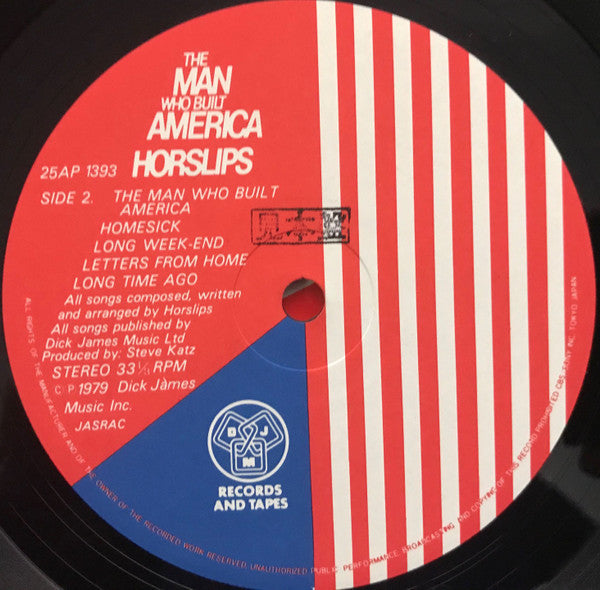 THE
MAN
WHO BUILT
AMERICA
HORSLIPS
25AP 1393
SIDE 2. THE MAN WHO BUILT
AMERICA
HOMESICK
LONG WEEK-END
LETTERS FROM HOME
LONG TIME AGO
All songs composed, written
and arranged by Horslips
All songs published by
Dick James Music Ltd
Produced by: Steve Katz
STEREO 33⅓ RPM
Ⓒ Ⓟ 1979 Dick James
Music Inc.
JASRAC
見本盤
D J
M
RECORDS
AND TAPES
ALL RIGHTS OF THE MANUFACTURER AND OF THE OWNER OF THE RECORDED WORK RESERVED. UNAUTHORIZED PUBLIC PERFORMANCE, BROADCASTING AND COPYING OF THIS RECORD PROHIBITED CBS/SONY INC. TOKYO JAPAN